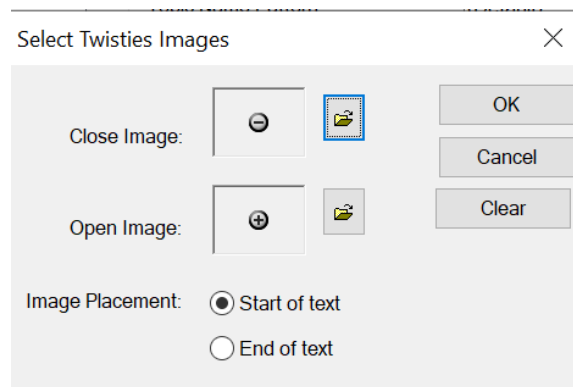 Select Twisties Images
Close Image:
OK
Cancel
Open Image:
Clear
Image Placement:
Start of text
End of text